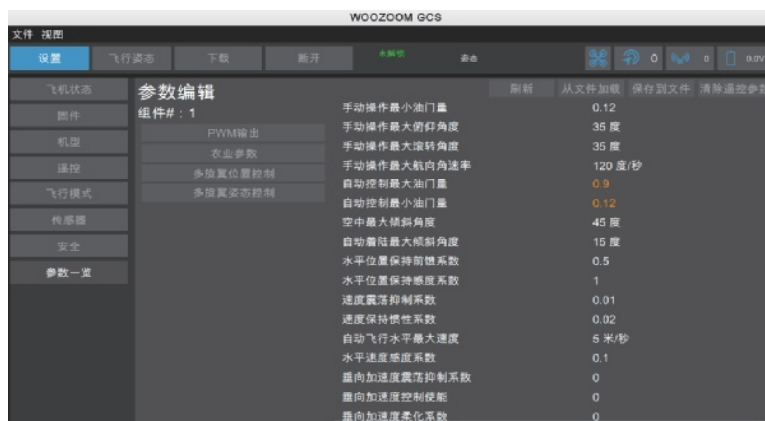 WOOZOOM GCS
文件 视图
设置 飞行姿态 下载 断开 未解锁 姿态 0 0 0.0V
飞机状态
固件
机型
遥控
飞行模式
传感器
安全
参数一览
参数编辑
组件# : 1
PWM输出
农业参数
多旋翼位置控制
多旋翼姿态控制
刷新 从文件加载 保存到文件 清除遥控参数
手动操作最小油门量 0.12
手动操作最大俯仰角度 35 度
手动操作最大滚转角度 35 度
手动操作最大航向角速率 120 度/秒
自动控制最大油门量 0.9
自动控制最小油门量 0.12
空中最大倾斜角度 45 度
自动着陆最大倾斜角度 15 度
水平位置保持前馈系数 0.5
水平位置保持感度系数 1
速度震荡抑制系数 0.01
速度保持惯性系数 0.02
自动飞行水平最大速度 5 米/秒
水平速度感度系数 0.1
垂向加速度震荡抑制系数 0
垂向加速度控制使能 0
垂向加速度柔化系数 0